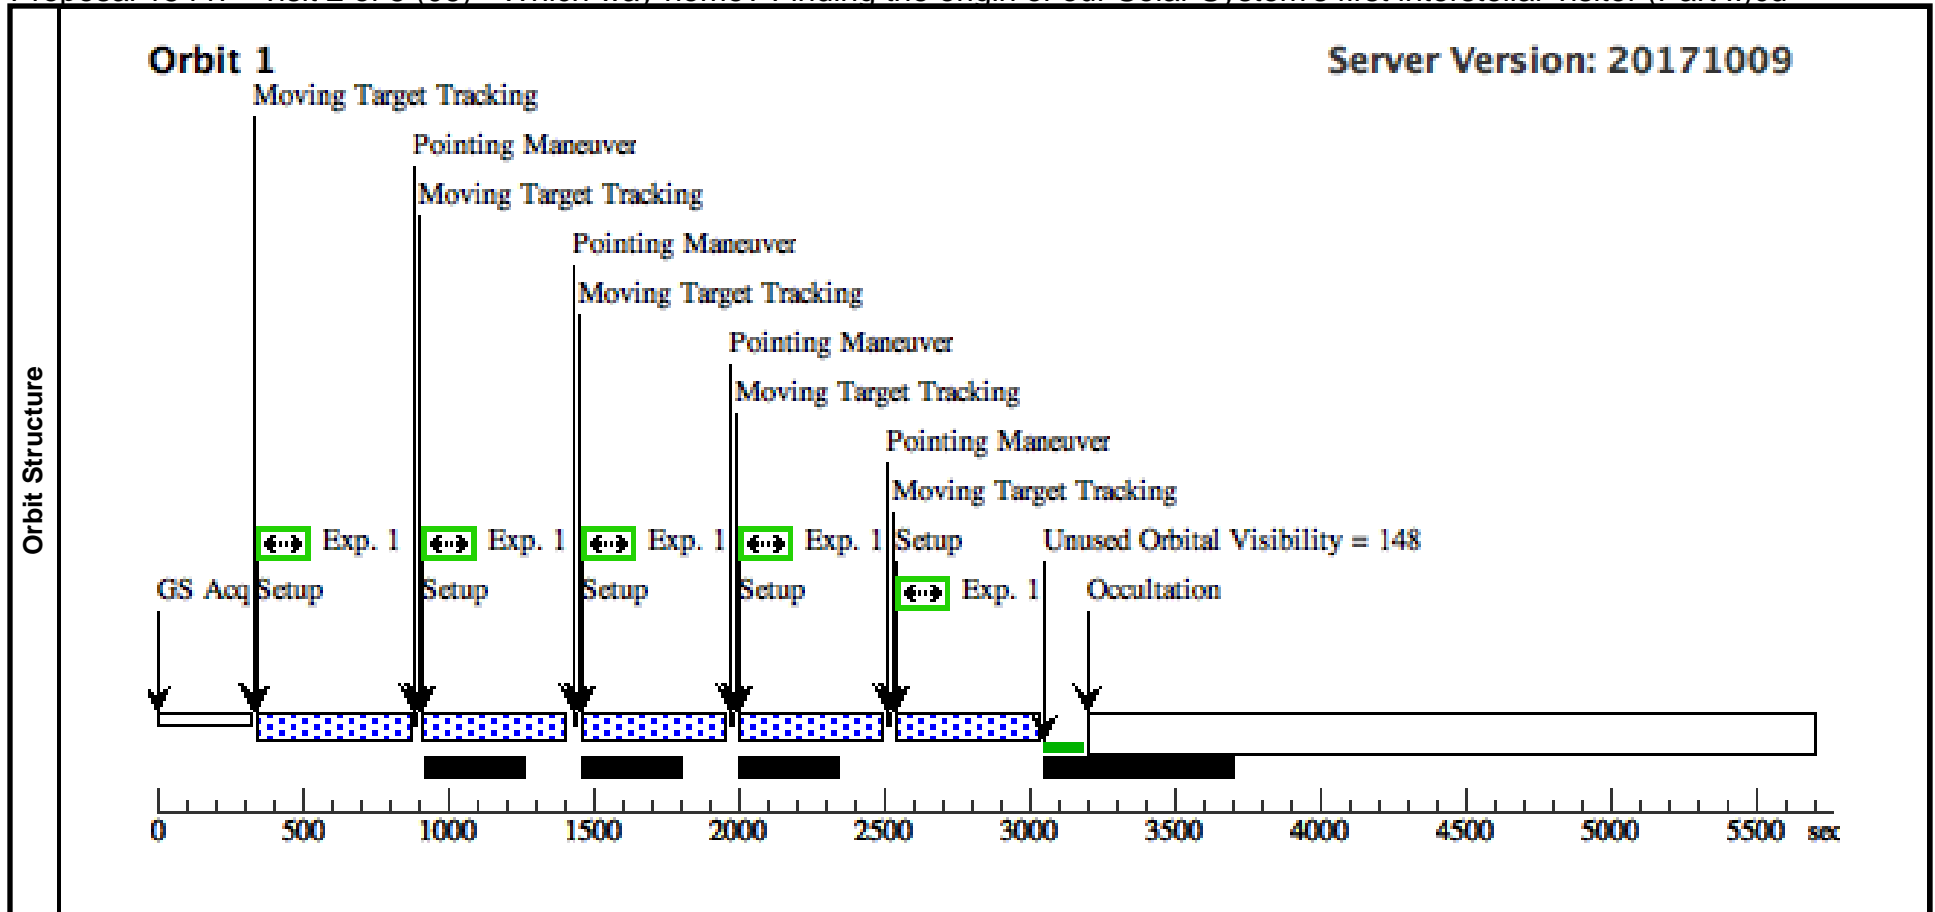 Orbit 1
Server Version: 20171009
Moving Target Tracking
Pointing Maneuver
Moving Target Tracking
Pointing Maneuver
Moving Target Tracking
Pointing Maneuver
Moving Target Tracking
Pointing Maneuver
Moving Target Tracking
Exp. 1 Exp. 1 Exp. 1 Exp. 1 Setup Unused Orbital Visibility = 148
GS Acq Setup Setup Setup Setup Exp. 1 Occultation
Orbit Structure
0 500 1000 1500 2000 2500 3000 3500 4000 4500 5000 5500 sec